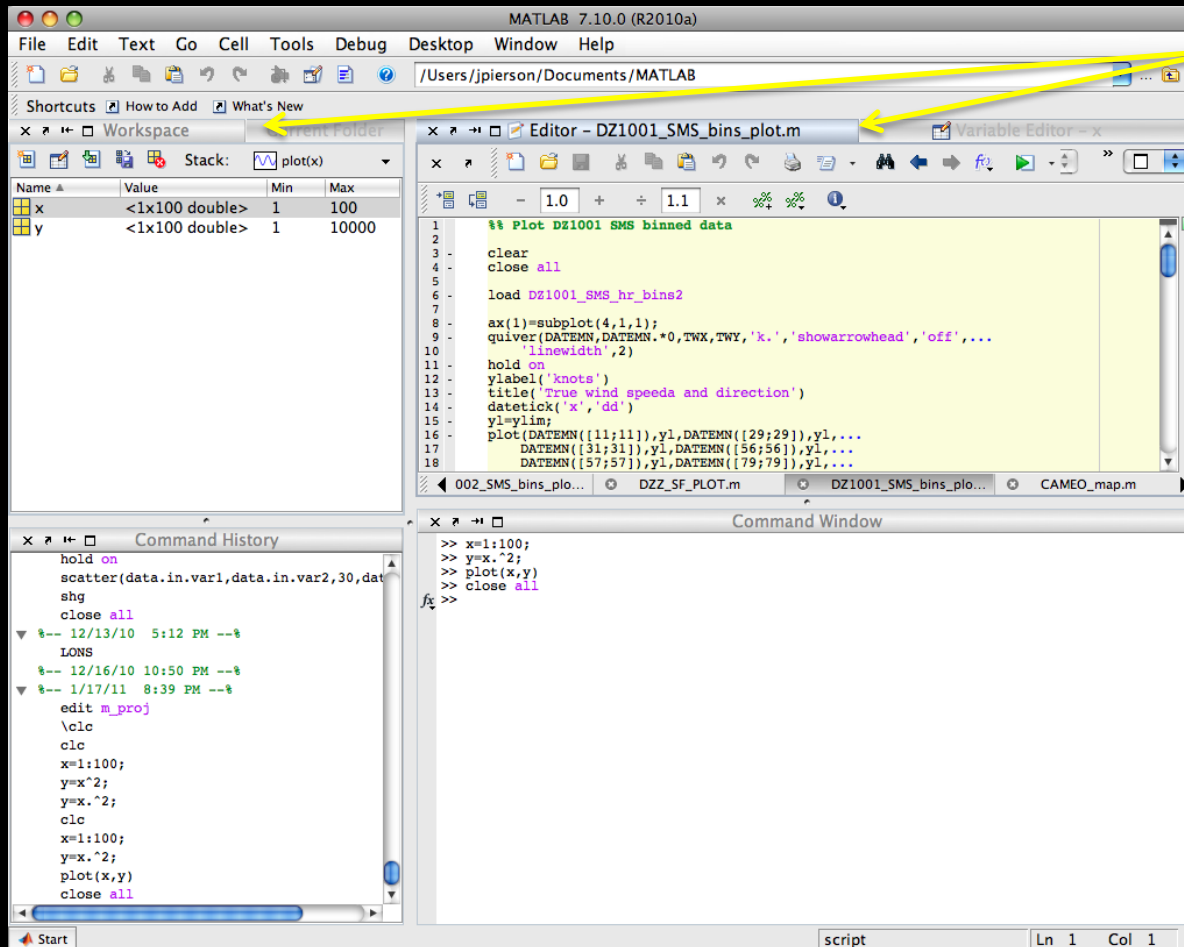 MATLAB 7.10.0 (R2010a)
File Edit Text Go Cell Tools Debug Desktop Window Help
/Users/jpierson/Documents/MATLAB ...
Shortcuts How to Add What's New
Workspace Current Folder
Stack: plot(x)
Name Value Min Max
x <1x100 double> 1 100
y <1x100 double> 1 10000
Editor - DZ1001_SMS_bins_plot.m Variable Editor - x
- 1.0 + ÷ 1.1 ×
1 %% Plot DZ1001 SMS binned data
2
3 - clear
4 - close all
5
6 - load DZ1001_SMS_hr_bins2
7
8 - ax(1)=subplot(4,1,1);
9 - quiver(DATEMN,DATEMN.*0,TWX,TWY,'k.','showarrowhead','off',...
10 'linewidth',2)
11 - hold on
12 - ylabel('knots')
13 - title('True wind speeda and direction')
14 - datetick('x','dd')
15 - yl=ylim;
16 - plot(DATEMN([11;11]),yl,DATEMN([29;29]),yl,...
17 DATEMN([31;31]),yl,DATEMN([56;56]),yl,...
18 DATEMN([57;57]),yl,DATEMN([79;79]),yl,...
002_SMS_bins_plo... DZZ_SF_PLOT.m DZ1001_SMS_bins_plo... CAMEO_map.m
Command History
hold on
scatter(data.in.var1,data.in.var2,30,dat
shg
close all
%-- 12/13/10 5:12 PM --%
LONS
%-- 12/16/10 10:50 PM --%
%-- 1/17/11 8:39 PM --%
edit m_proj
\clc
clc
x=1:100;
y=x^2;
y=x.^2;
clc
x=1:100;
y=x.^2;
plot(x,y)
close all
Command Window
>> x=1:100;
>> y=x.^2;
>> plot(x,y)
>> close all
fx >>
Start
script Ln 1 Col 1